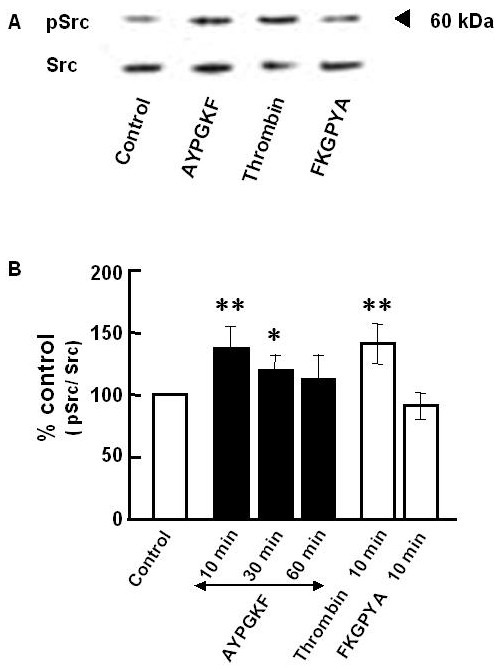 A pSrc 60 kDa
Src
Control AYPGKF Thrombin FKGPYA
B
200
** **
150
*
100
50
0
% control
( pSrc/ Src)
Control 10 min 30 min 60 min Thrombin 10 min FKGPYA 10 min
AYPGKF